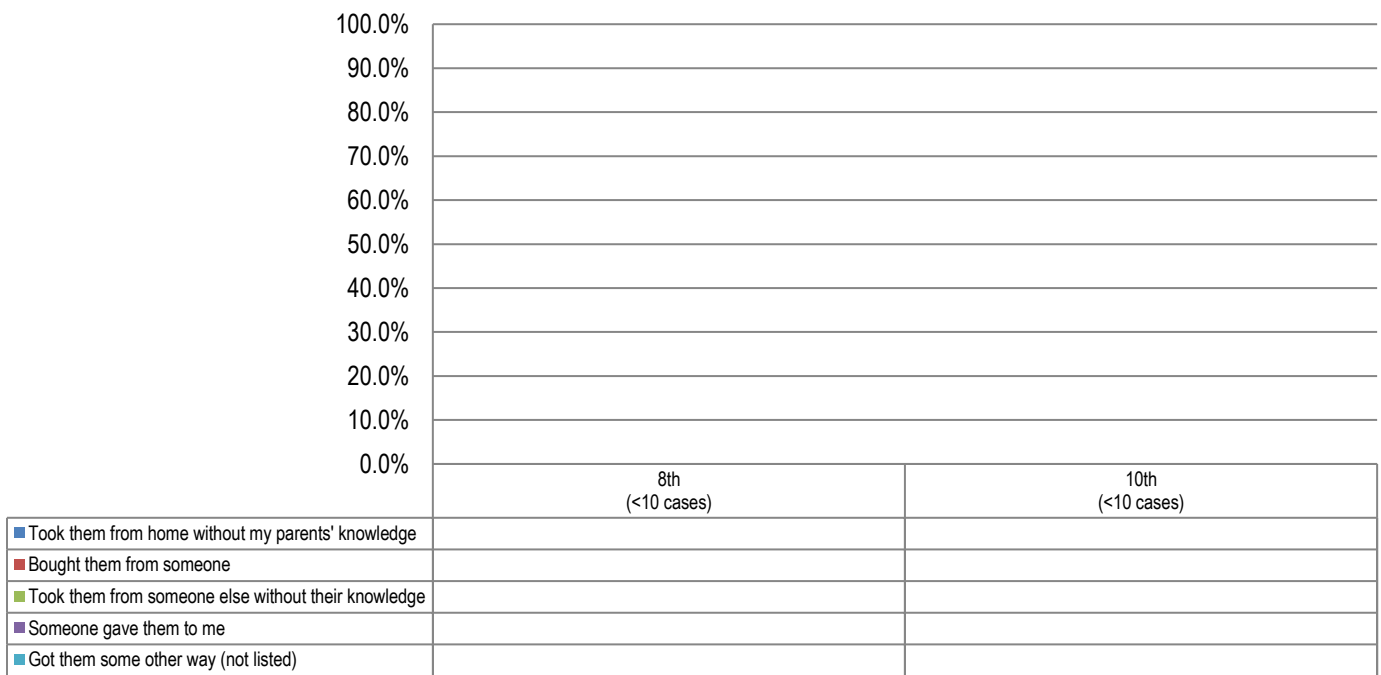 100.0%
90.0%
80.0%
70.0%
60.0%
50.0%
40.0%
30.0%
20.0%
10.0%
0.0%
8th 10th
(<10 cases) (<10 cases)
Took them from home without my parents' knowledge
Bought them from someone
Took them from someone else without their knowledge
Someone gave them to me
Got them some other way (not listed)